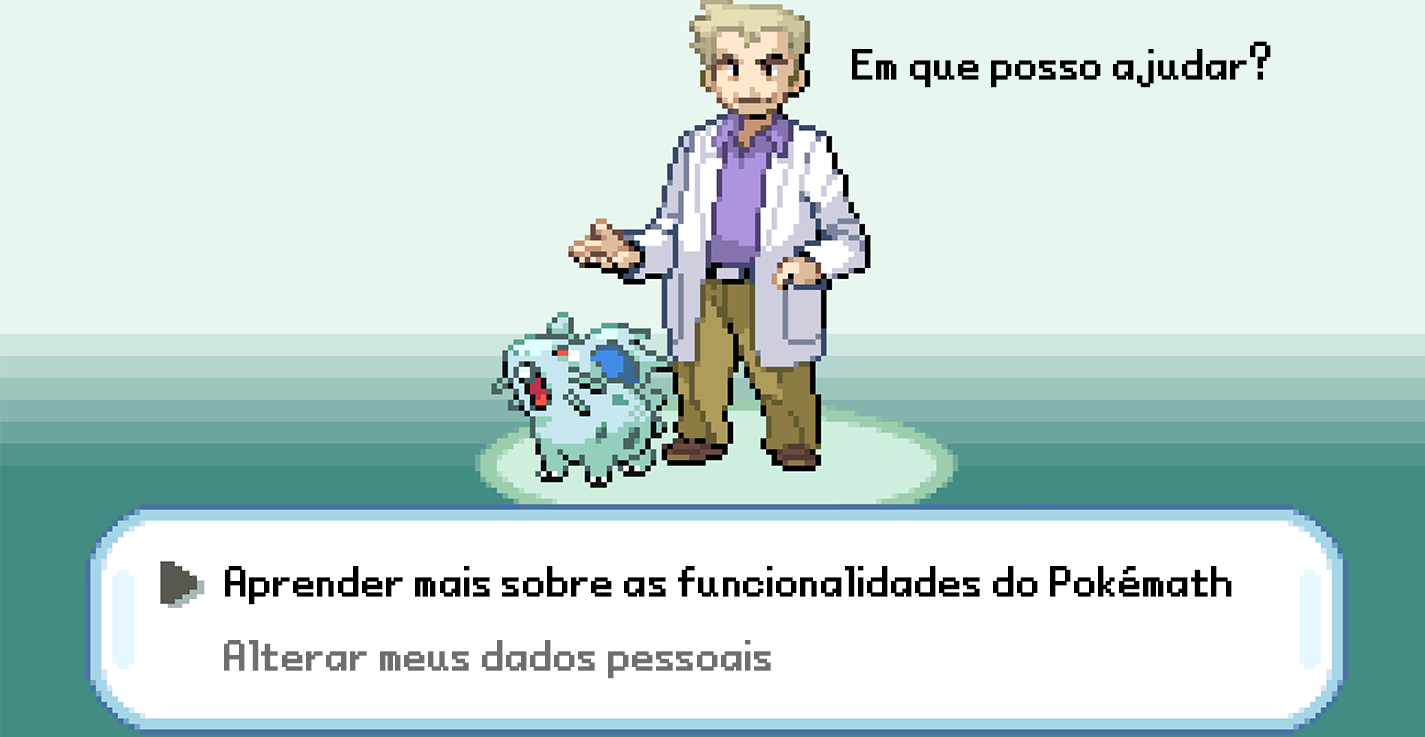 Em que posso ajudar?
Aprender mais sobre as funcionalidades do Pokémath
Alterar meus dados pessoais